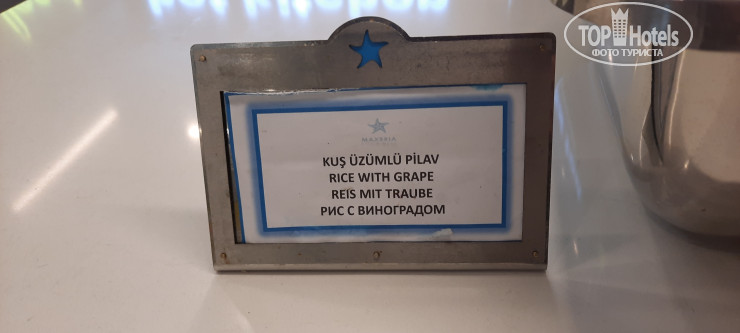 TOP Hotels
ФОТО ТУРИСТА
KUŞ ÜZÜMLÜ PİLAV
RICE WITH GRAPE
REİS MIT TRAUBE
РИС С ВИНОГРАДОМ